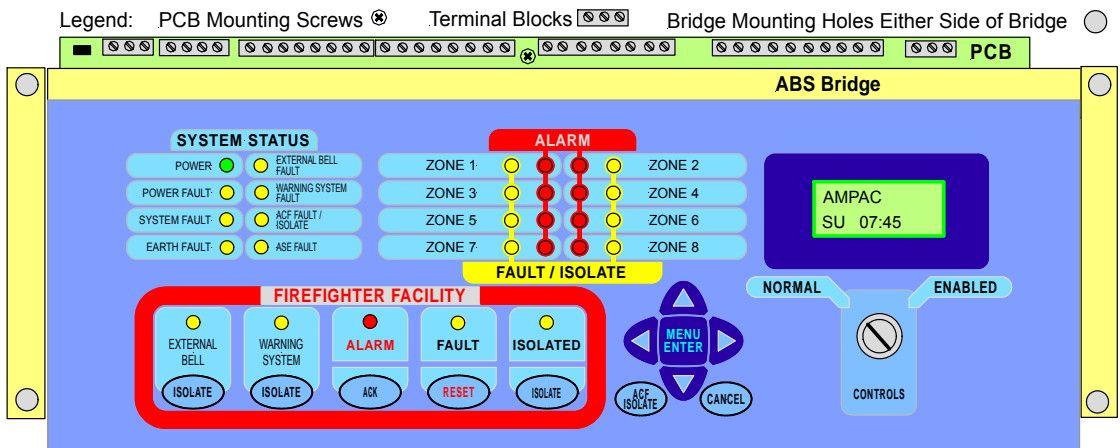 Legend: PCB Mounting Screws Terminal Blocks Bridge Mounting Holes Either Side of Bridge
PCB
ABS Bridge
SYSTEM STATUS
POWER
EXTERNAL BELL
FAULT
POWER FAULT
WARNING SYSTEM
FAULT
SYSTEM FAULT
ACF FAULT /
ISOLATE
EARTH FAULT
ASE FAULT
ALARM
ZONE 1
ZONE 2
ZONE 3
ZONE 4
ZONE 5
ZONE 6
ZONE 7
ZONE 8
FAULT / ISOLATE
AMPAC
SU 07:45
NORMAL
ENABLED
CONTROLS
FIREFIGHTER FACILITY
EXTERNAL
BELL
ISOLATE
WARNING
SYSTEM
ISOLATE
ALARM
ACK
FAULT
RESET
ISOLATED
ISOLATE
MENU
ENTER
ACF
ISOLATE
CANCEL